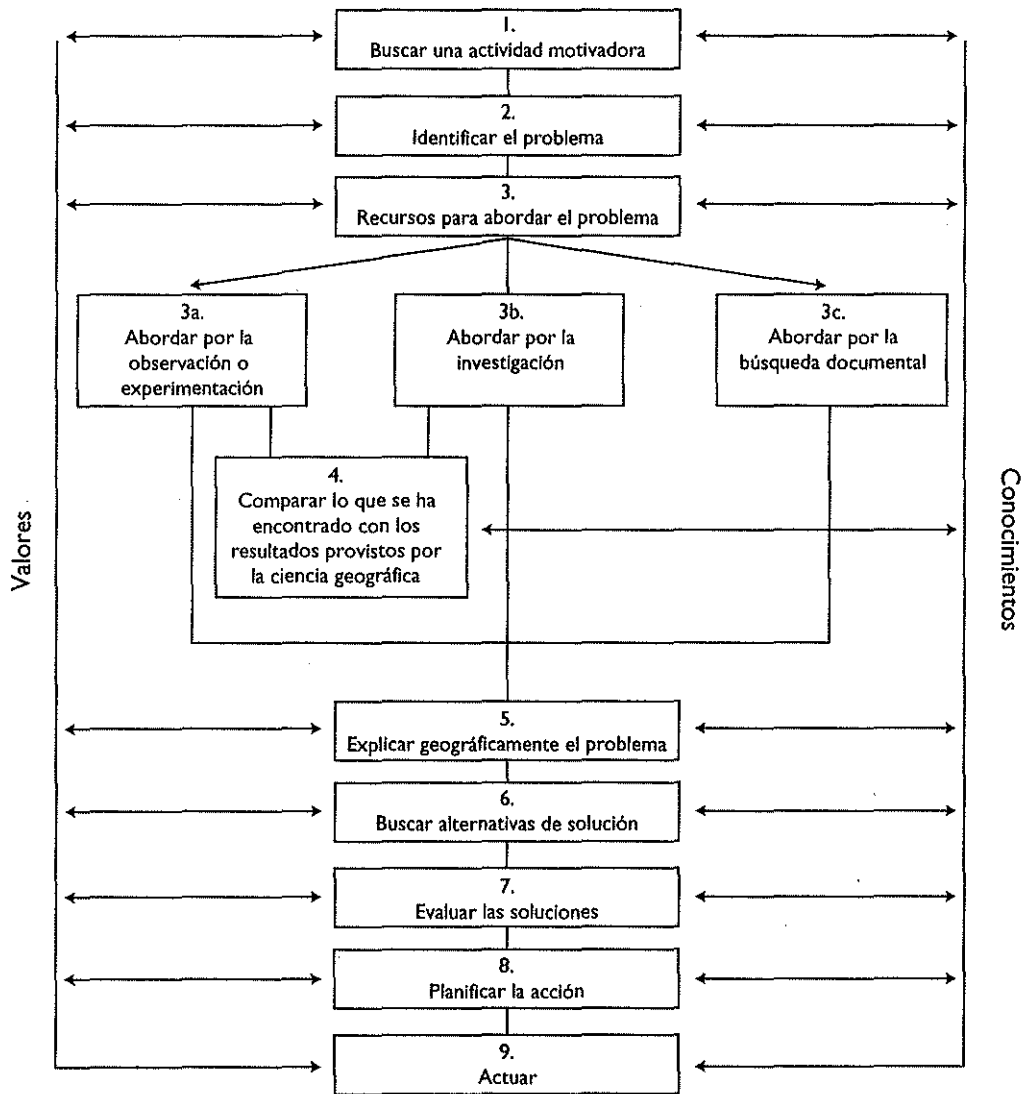 1.
Buscar una actividad motivadora
2.
Identificar el problema
3.
Recursos para abordar el problema
3a.
Abordar por la
observación o
experimentación
3b.
Abordar por la
investigación
3c.
Abordar por la
búsqueda documental
4.
Comparar lo que se ha
encontrado con los
resultados provistos por
la ciencia geográfica
Valores
Conocimientos
5.
Explicar geográficamente el problema
6.
Buscar alternativas de solución
7.
Evaluar las soluciones
8.
Planificar la acción
9.
Actuar